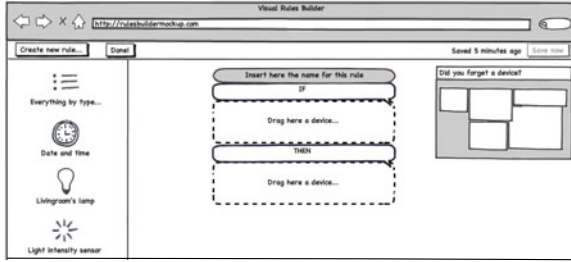 Visual Rules Builder
http://rulesbuildermockup.com
Create new rule...
Done!
Saved 5 minutes ago
Save now
Everything by type...
Date and time
Livingroom's lamp
Light intensity sensor
Insert here the name for this rule
IF
Drag here a device...
THEN
Drag here a device...
Did you forget a device?